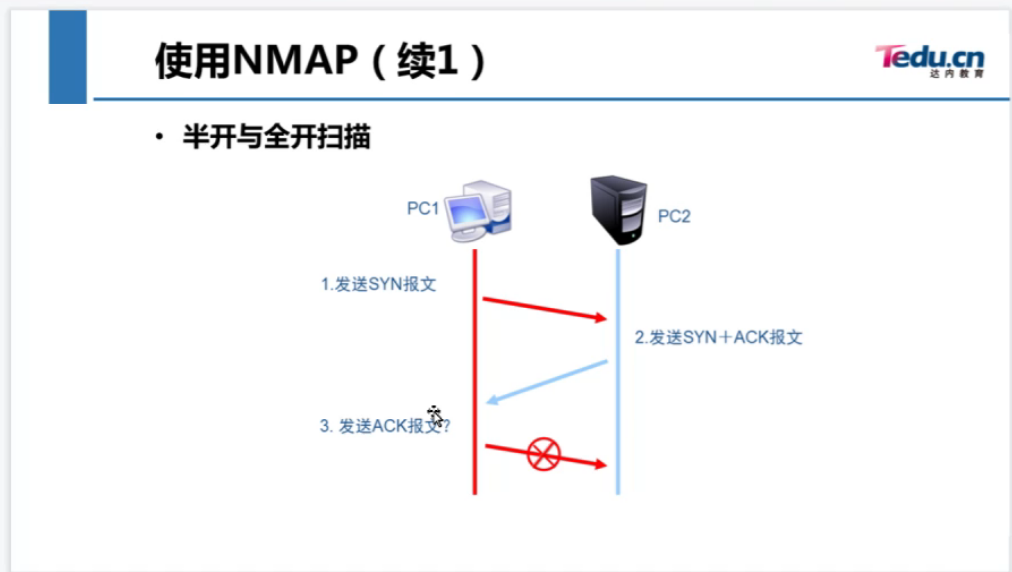 使用NMAP（续1）
Tedu.cn
达内教育
• 半开与全开扫描
PC1
PC2
1.发送SYN报文
2.发送SYN＋ACK报文
3. 发送ACK报文？